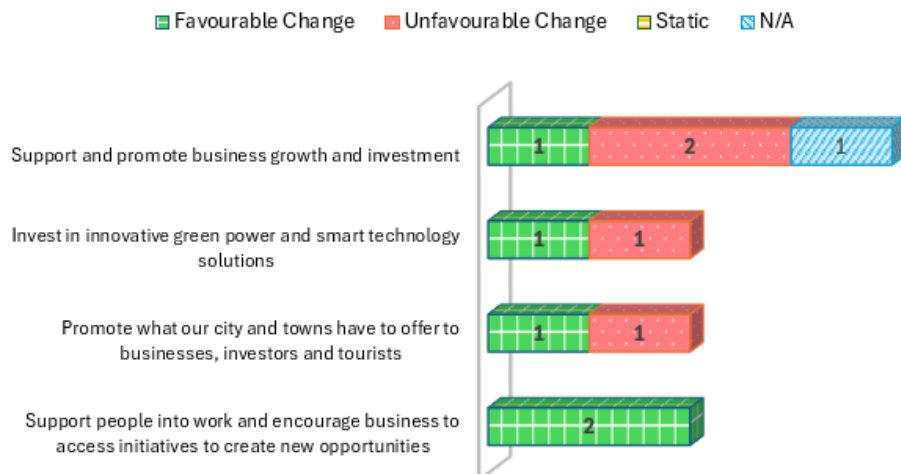 Favourable Change Unfavourable Change Static N/A
Support and promote business growth and investment
1 2 1
Invest in innovative green power and smart technology
solutions
1 1
Promote what our city and towns have to offer to
businesses, investors and tourists
1 1
Support people into work and encourage business to
access initiatives to create new opportunities
2